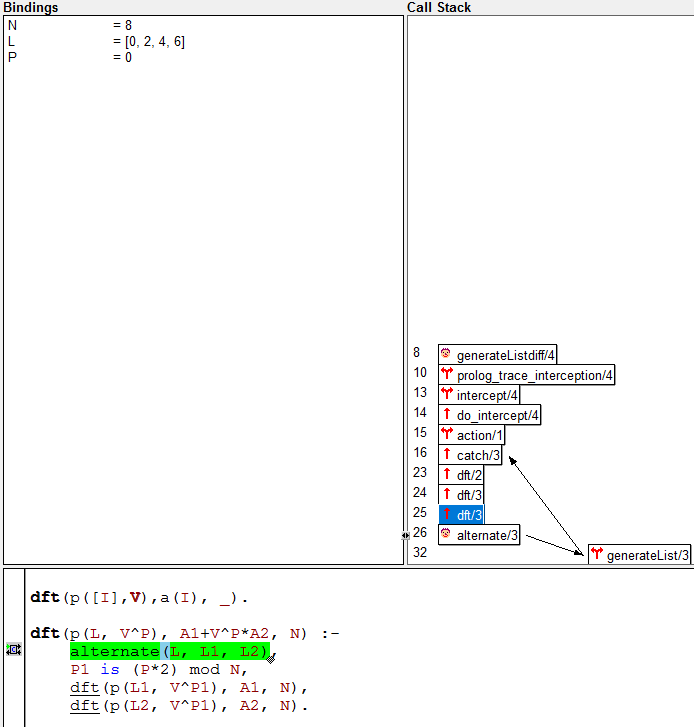 Bindings
Call Stack
N = 8
L = [0, 2, 4, 6]
P = 0
8 generateListdiff/4
10 prolog_trace_interception/4
13 intercept/4
14 do_intercept/4
15 action/1
16 catch/3
23 dft/2
24 dft/3
25 dft/3
26 alternate/3
32 generateList/3
dft(p([I],V),a(I), _).
dft(p(L, V^P), A1+V^P*A2, N) :-
alternate(L, L1, L2),
P1 is (P*2) mod N,
dft(p(L1, V^P1), A1, N),
dft(p(L2, V^P1), A2, N).